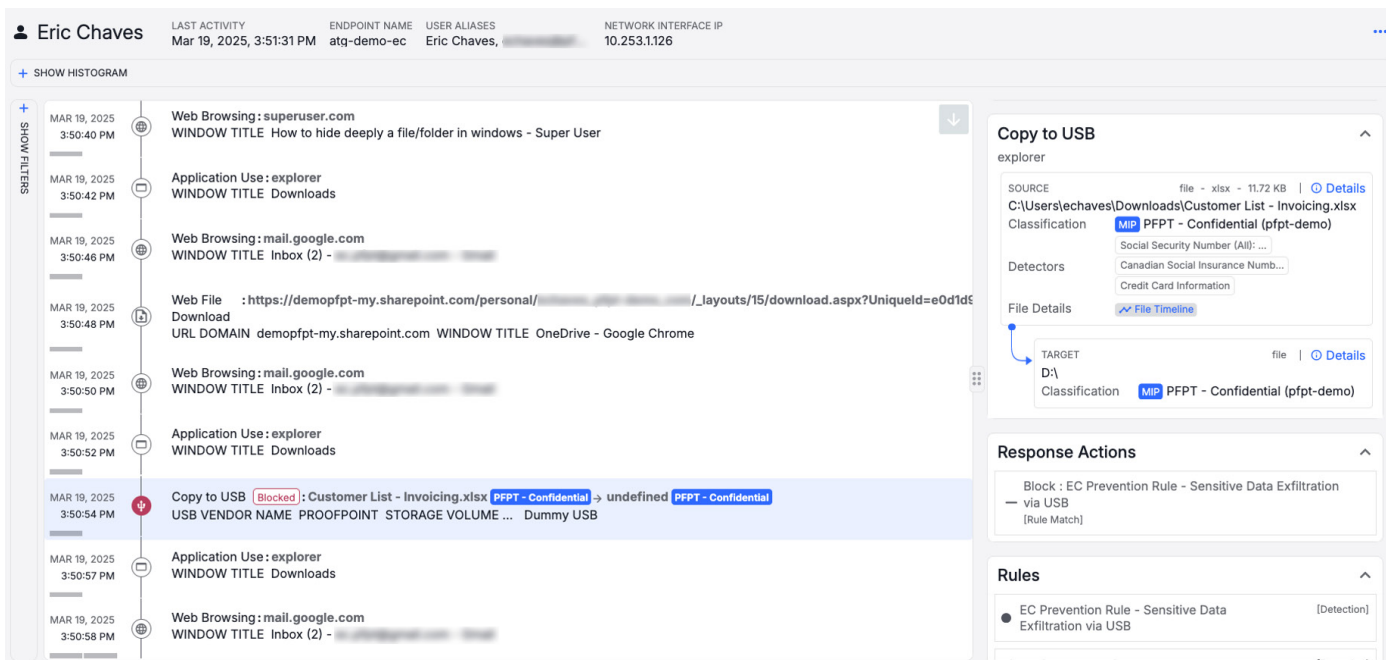 Eric Chaves
LAST ACTIVITY
Mar 19, 2025, 3:51:31 PM
ENDPOINT NAME
atg-demo-ec
USER ALIASES
Eric Chaves,
NETWORK INTERFACE IP
10.253.1.126
+ SHOW HISTOGRAM
+ SHOW FILTERS
MAR 19, 2025
3:50:40 PM
Web Browsing : superuser.com
WINDOW TITLE How to hide deeply a file/folder in windows - Super User
MAR 19, 2025
3:50:42 PM
Application Use : explorer
WINDOW TITLE Downloads
MAR 19, 2025
3:50:46 PM
Web Browsing : mail.google.com
WINDOW TITLE Inbox (2) -
MAR 19, 2025
3:50:48 PM
Web File Download : https://demopfpt-my.sharepoint.com/personal/ /_layouts/15/download.aspx?UniqueId=e0d1d9
URL DOMAIN demopfpt-my.sharepoint.com WINDOW TITLE OneDrive - Google Chrome
MAR 19, 2025
3:50:50 PM
Web Browsing : mail.google.com
WINDOW TITLE Inbox (2) -
MAR 19, 2025
3:50:52 PM
Application Use : explorer
WINDOW TITLE Downloads
MAR 19, 2025
3:50:54 PM
Copy to USB Blocked : Customer List - Invoicing.xlsx PFPT - Confidential → undefined PFPT - Confidential
USB VENDOR NAME PROOFPOINT STORAGE VOLUME ... Dummy USB
MAR 19, 2025
3:50:57 PM
Application Use : explorer
WINDOW TITLE Downloads
MAR 19, 2025
3:50:58 PM
Web Browsing : mail.google.com
WINDOW TITLE Inbox (2) -
Copy to USB
explorer
SOURCE file - xlsx - 11.72 KB | Details
C:\Users\echaves\Downloads\Customer List - Invoicing.xlsx
Classification MIP PFPT - Confidential (pfpt-demo)
Detectors
Social Security Number (All): ...
Canadian Social Insurance Numb...
Credit Card Information
File Details File Timeline
TARGET file | Details
D:\
Classification MIP PFPT - Confidential (pfpt-demo)
Response Actions
Block : EC Prevention Rule - Sensitive Data Exfiltration
via USB
[Rule Match]
Rules
EC Prevention Rule - Sensitive Data [Detection]
Exfiltration via USB